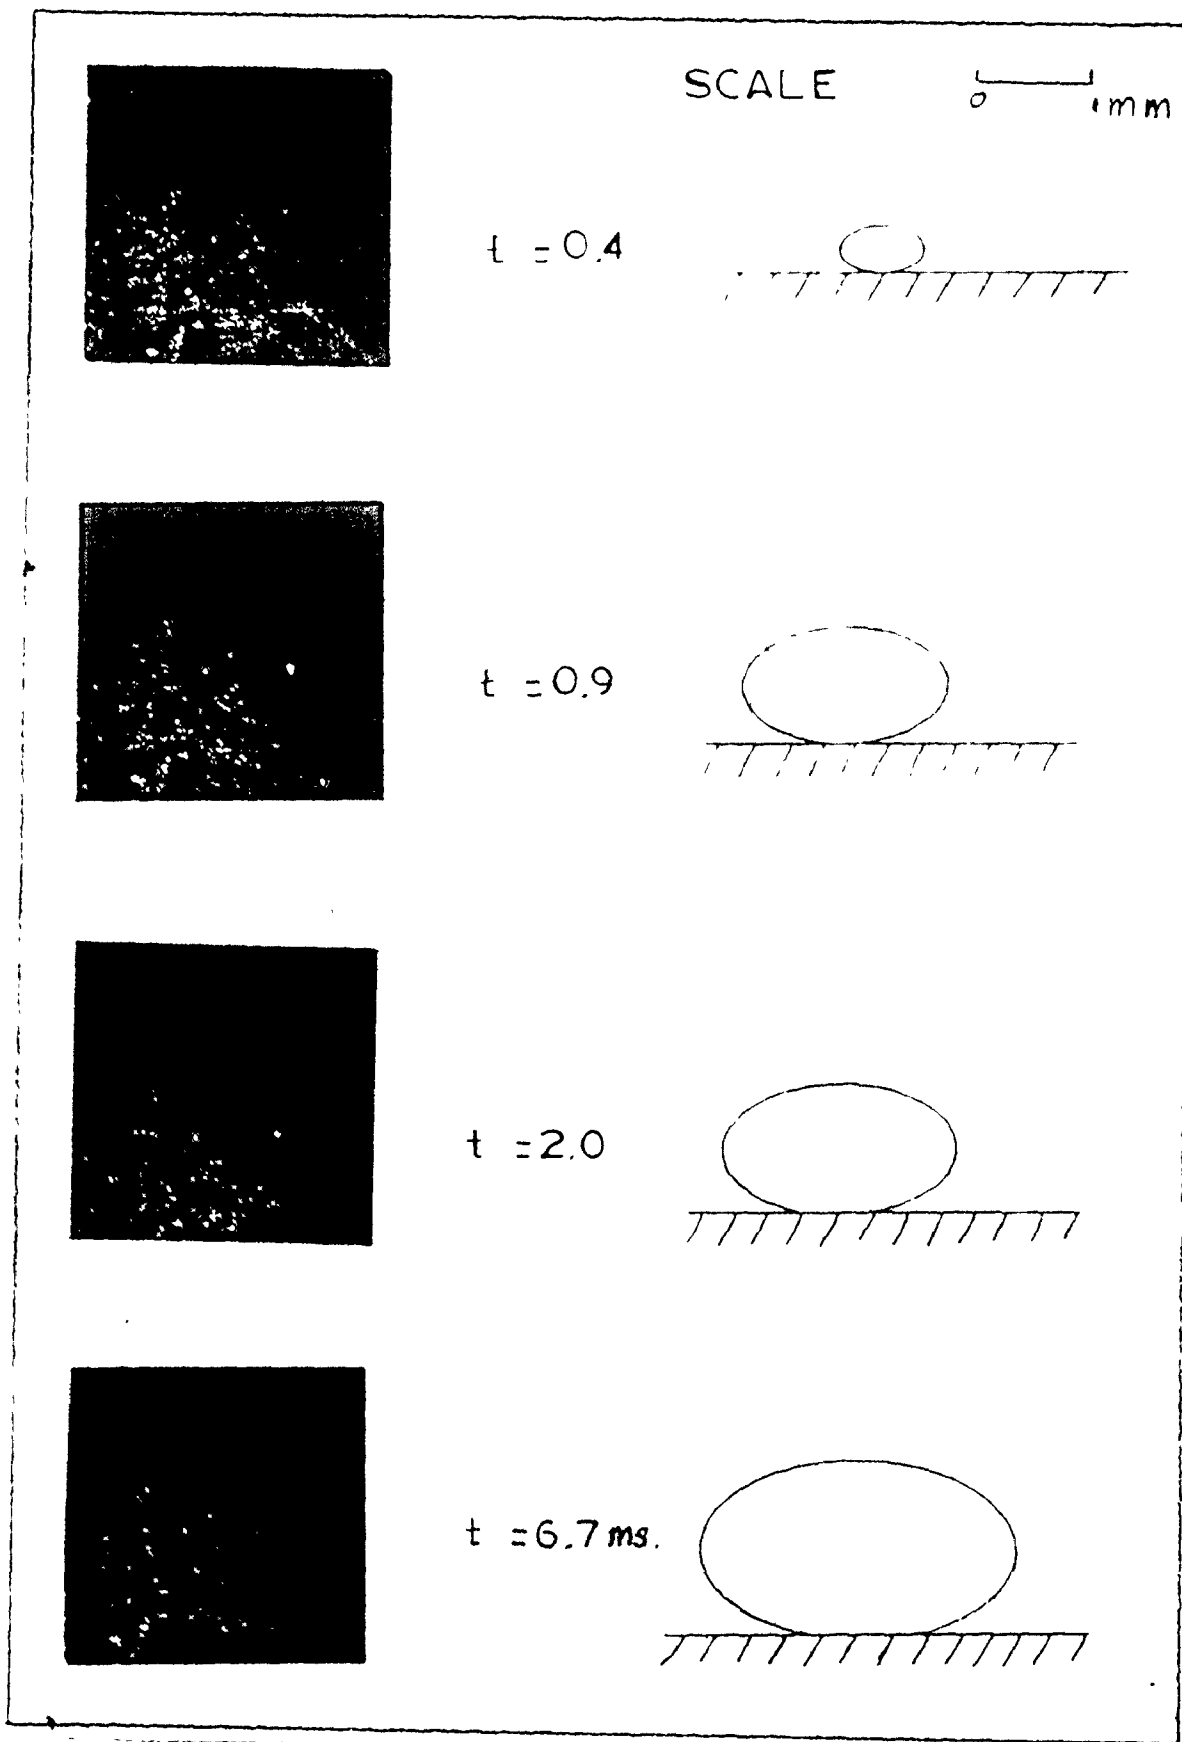 SCALE
0 1mm
t = 0.4
t = 0.9
t = 2.0
t = 6.7 ms.